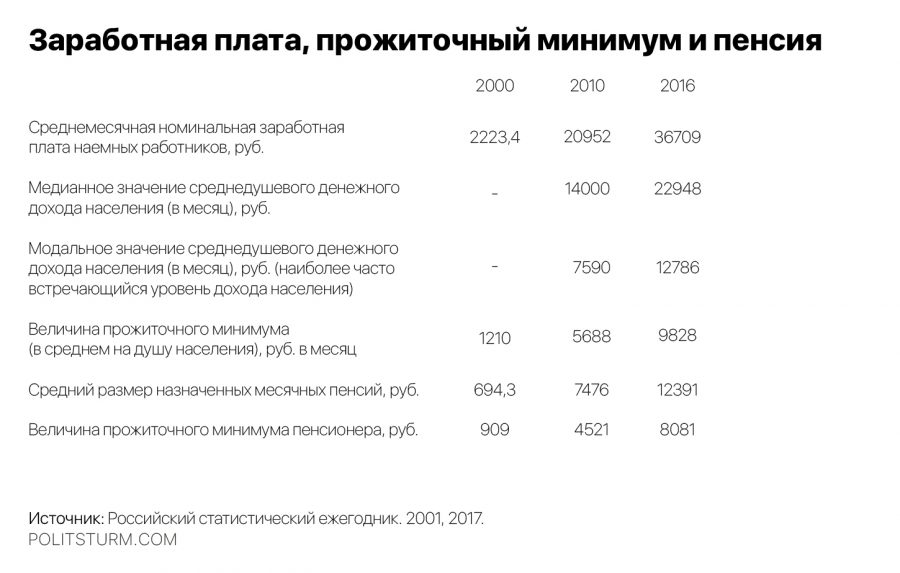 Заработная плата, прожиточный минимум и пенсия
2000 2010 2016
Среднемесячная номинальная заработная
плата наемных работников, руб. 2223,4 20952 36709
Медианное значение среднедушевого денежного
дохода населения (в месяц), руб. - 14000 22948
Модальное значение среднедушевого денежного
дохода населения (в месяц), руб. (наиболее часто
встречающийся уровень дохода населения) - 7590 12786
Величина прожиточного минимума
(в среднем на душу населения), руб. в месяц 1210 5688 9828
Средний размер назначенных месячных пенсий, руб. 694,3 7476 12391
Величина прожиточного минимума пенсионера, руб. 909 4521 8081
Источник: Российский статистический ежегодник. 2001, 2017.
POLITSTURM.COM